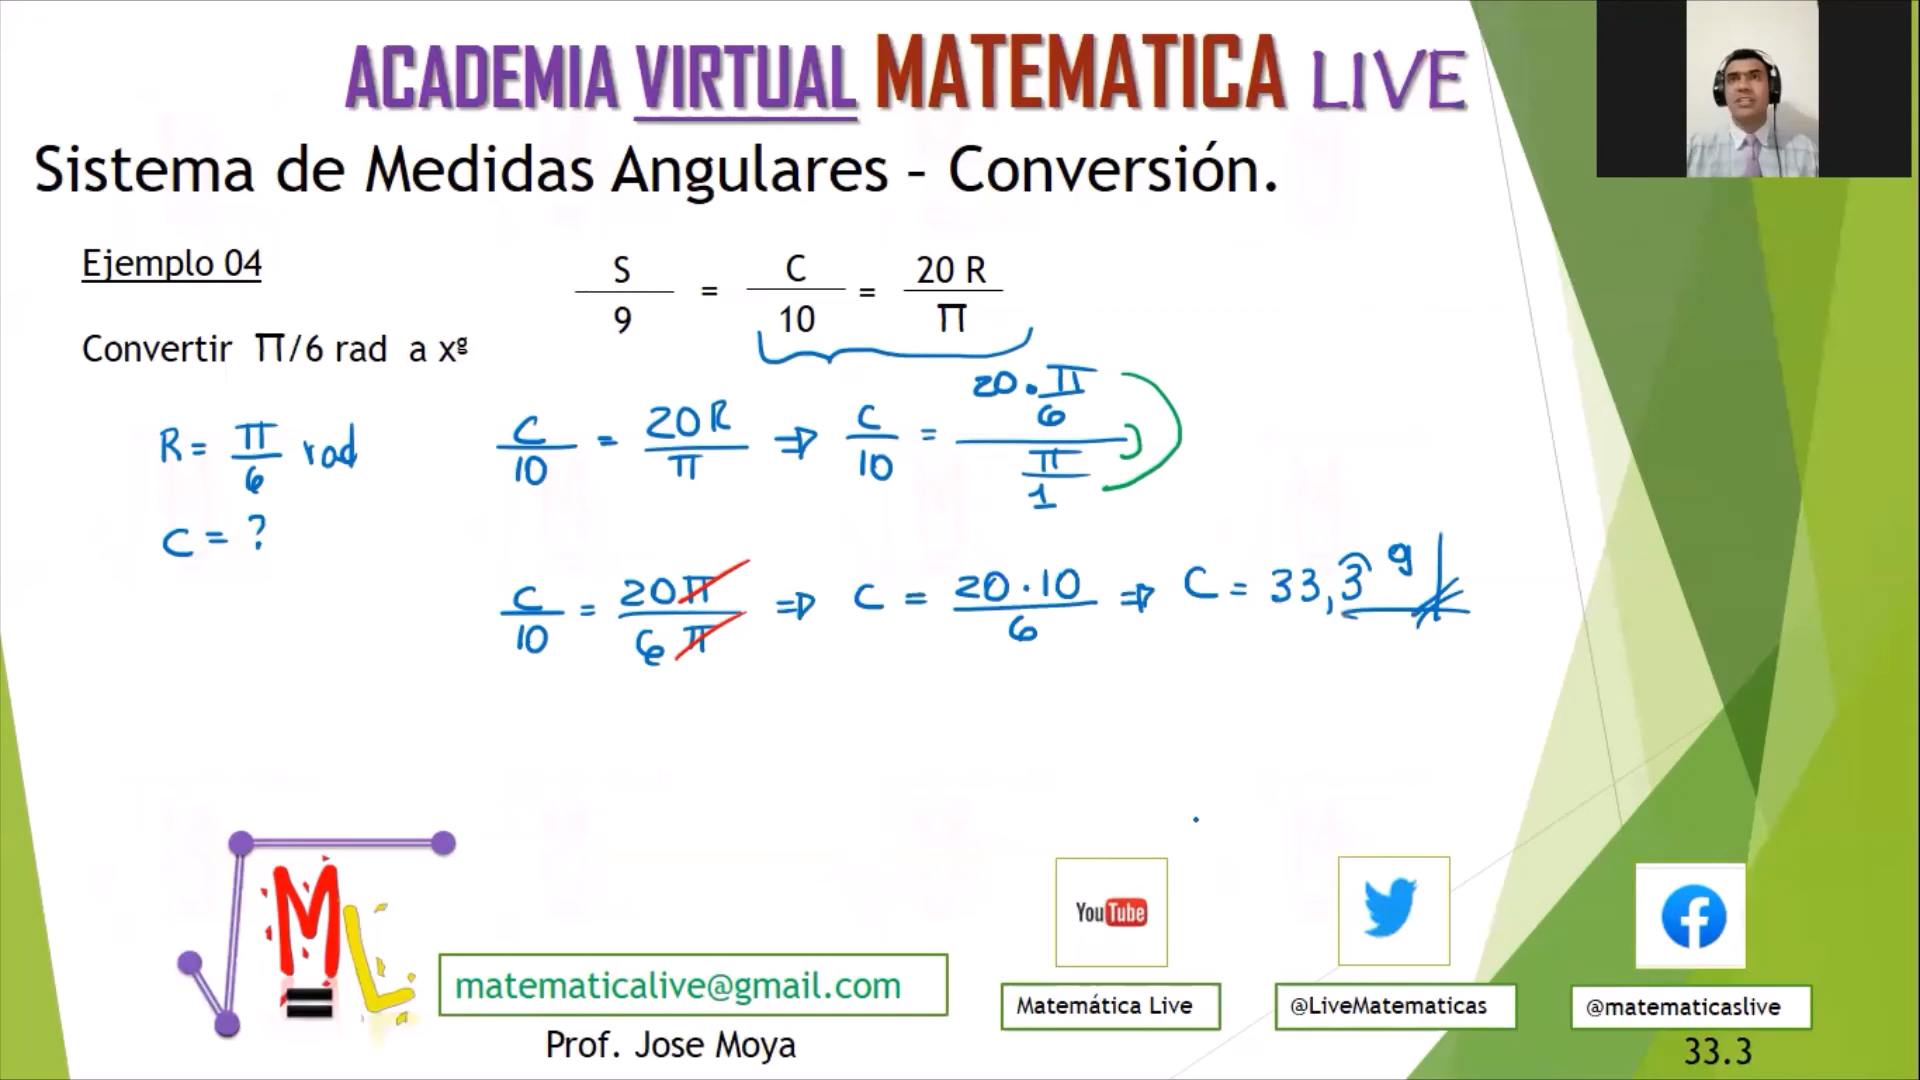 ACADEMIA VIRTUAL MATEMATICA LIVE
Sistema de Medidas Angulares - Conversión.
Ejemplo 04
S/9 = C/10 = 20 R/Π
Convertir Π/6 rad a xᵍ
R = π/6 rad
C = ?
C/10 = 20R/π ⇒ C/10 = (20·π/6)/(π/1)
C/10 = 20π/6π ⇒ C = 20·10/6 ⇒ C = 33,3̑ ᵍ
ML
=
matematicalive@gmail.com
Prof. Jose Moya
YouTube
Matemática Live
@LiveMatematicas
@matematicaslive
33.3